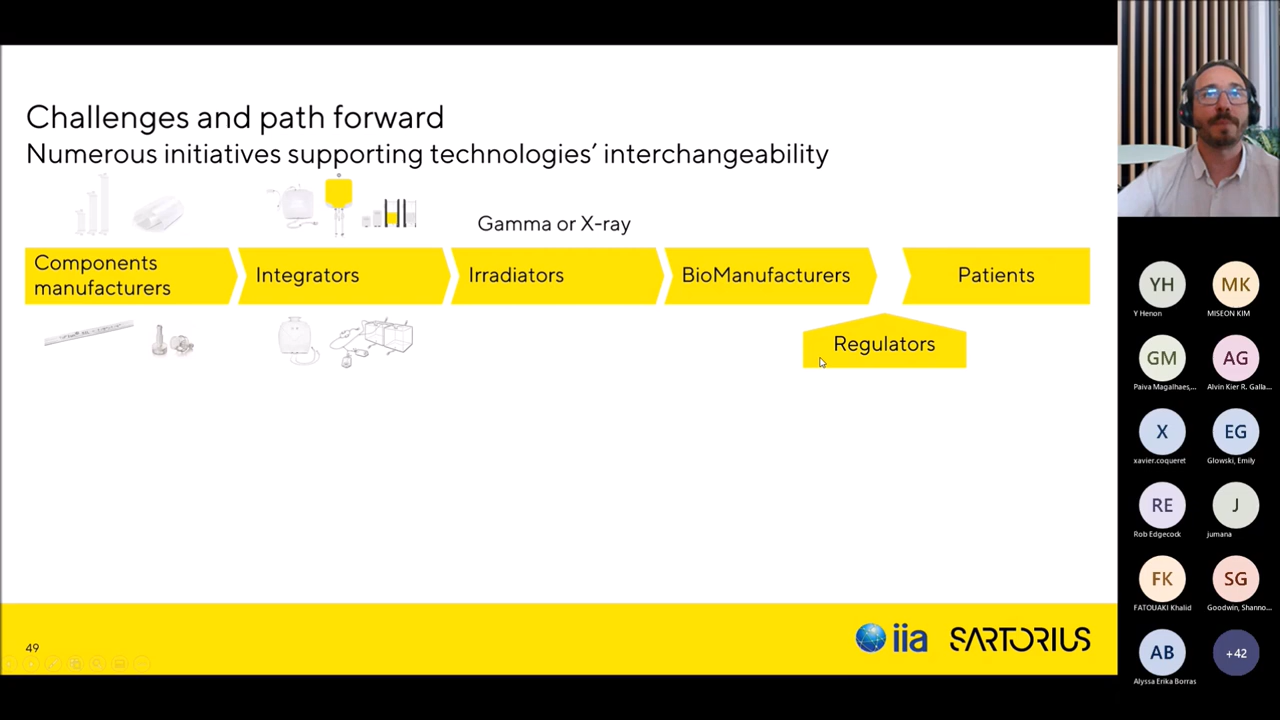 Challenges and path forward
Numerous initiatives supporting technologies’ interchangeability
Gamma or X-ray
Components
manufacturers
Integrators
Irradiators
BioManufacturers
Patients
Regulators
49
iia
SARTORIUS
YH
Y Henon
MK
MISEON KIM
GM
Paiva Magalhaes,...
AG
Alvin Kier R. Galla...
X
xavier.coqueret
EG
Glowski, Emily
RE
Rob Edgecock
J
jumana
FK
FATOUAKI Khalid
SG
Goodwin, Shanno...
AB
Alyssa Erika Borras
+42